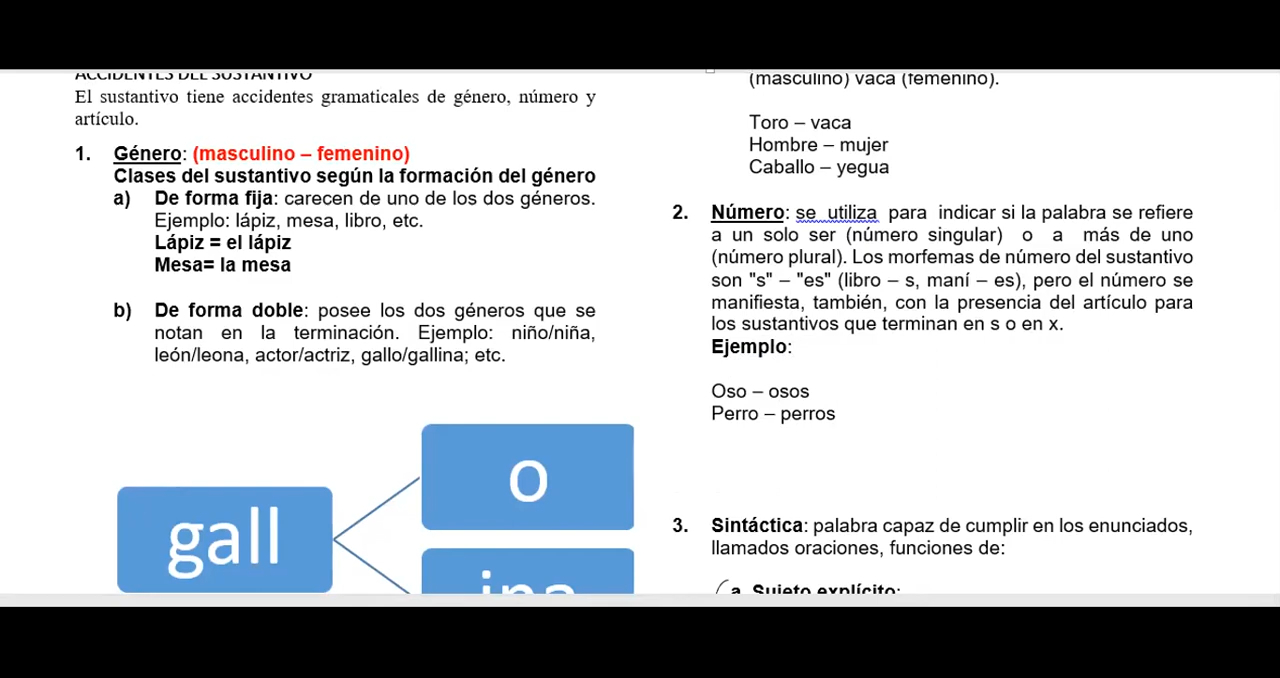 ACCIDENTES DEL SUSTANTIVO
El sustantivo tiene accidentes gramaticales de género, número y
artículo.
1. Género: (masculino – femenino)
Clases del sustantivo según la formación del género
a) De forma fija: carecen de uno de los dos géneros.
Ejemplo: lápiz, mesa, libro, etc.
Lápiz = el lápiz
Mesa= la mesa
b) De forma doble: posee los dos géneros que se
notan en la terminación. Ejemplo: niño/niña,
león/leona, actor/actriz, gallo/gallina; etc.
gall
o
ina
(masculino) vaca (femenino).
Toro – vaca
Hombre – mujer
Caballo – yegua
2. Número: se utiliza para indicar si la palabra se refiere
a un solo ser (número singular) o a más de uno
(número plural). Los morfemas de número del sustantivo
son "s" – "es" (libro – s, maní – es), pero el número se
manifiesta, también, con la presencia del artículo para
los sustantivos que terminan en s o en x.
Ejemplo:
Oso – osos
Perro – perros
3. Sintáctica: palabra capaz de cumplir en los enunciados,
llamados oraciones, funciones de:
a. Sujeto explícito: